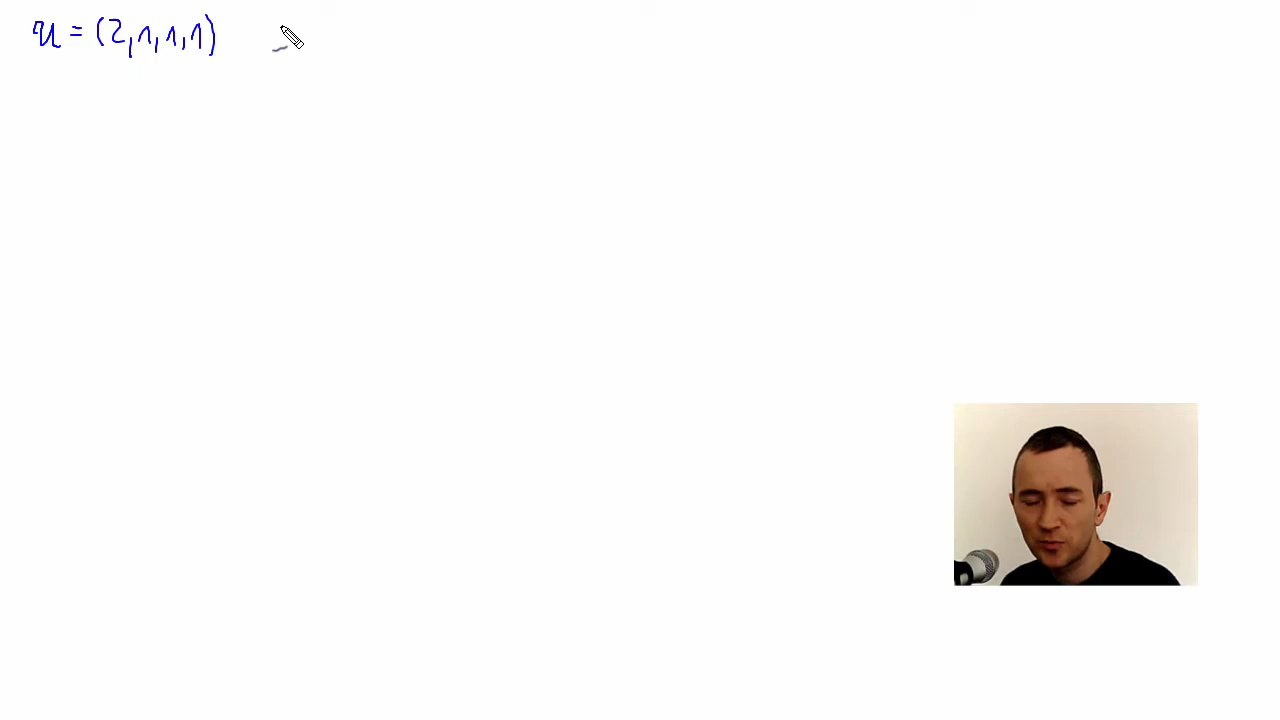 u = (2,1,1,1)